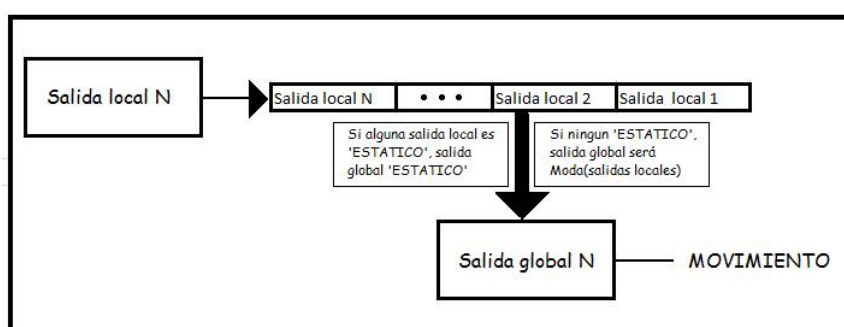 Salida local N
Salida local N
• • •
Salida local 2
Salida local 1
Si alguna salida local es
'ESTATICO', salida
global 'ESTATICO'
Si ningun 'ESTATICO',
salida global será
Moda(salidas locales)
Salida global N
MOVIMIENTO